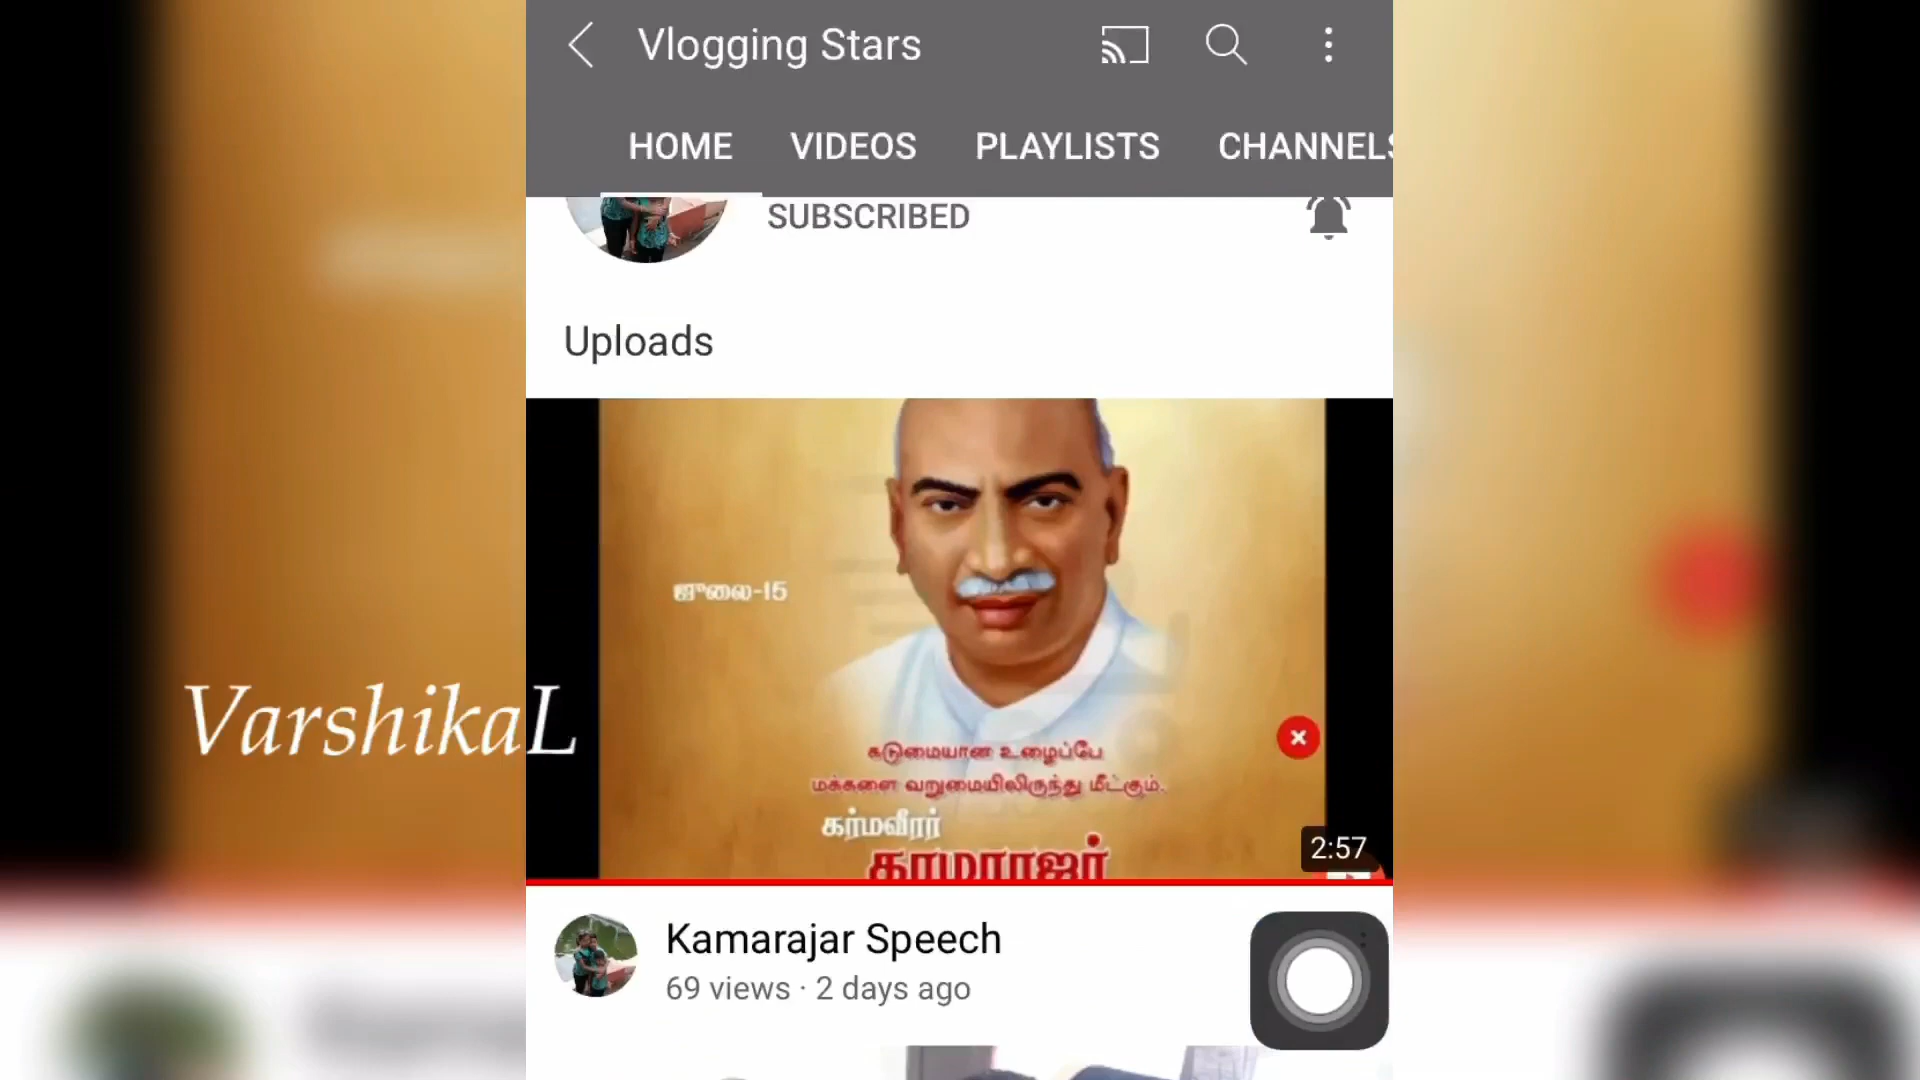 Vlogging Stars
HOME VIDEOS PLAYLISTS CHANNELS
SUBSCRIBED
Uploads
ஜுலை-15
கடுமையான உழைப்பே
மக்களை வறுமையிலிருந்து மீட்கும்.
கர்மவீரர்
காமராஜர்
2:57
VarshikaL
Kamarajar Speech
69 views · 2 days ago